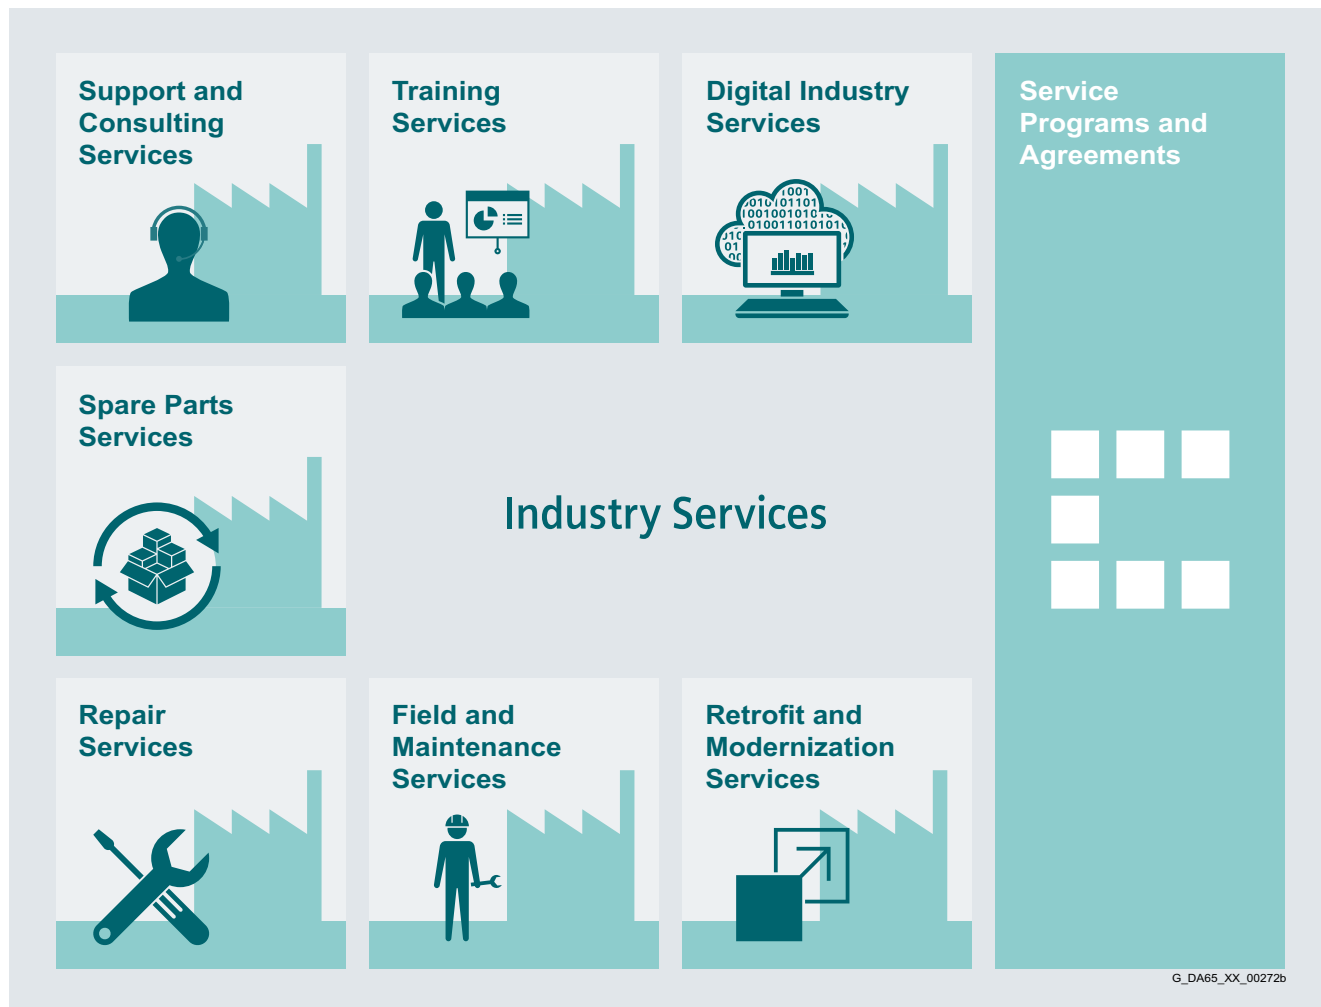 Support and
Consulting
Services
Training
Services
Digital Industry
Services
Service
Programs and
Agreements
Spare Parts
Services
Industry Services
Repair
Services
Field and
Maintenance
Services
Retrofit and
Modernization
Services
G_DA65_XX_00272b